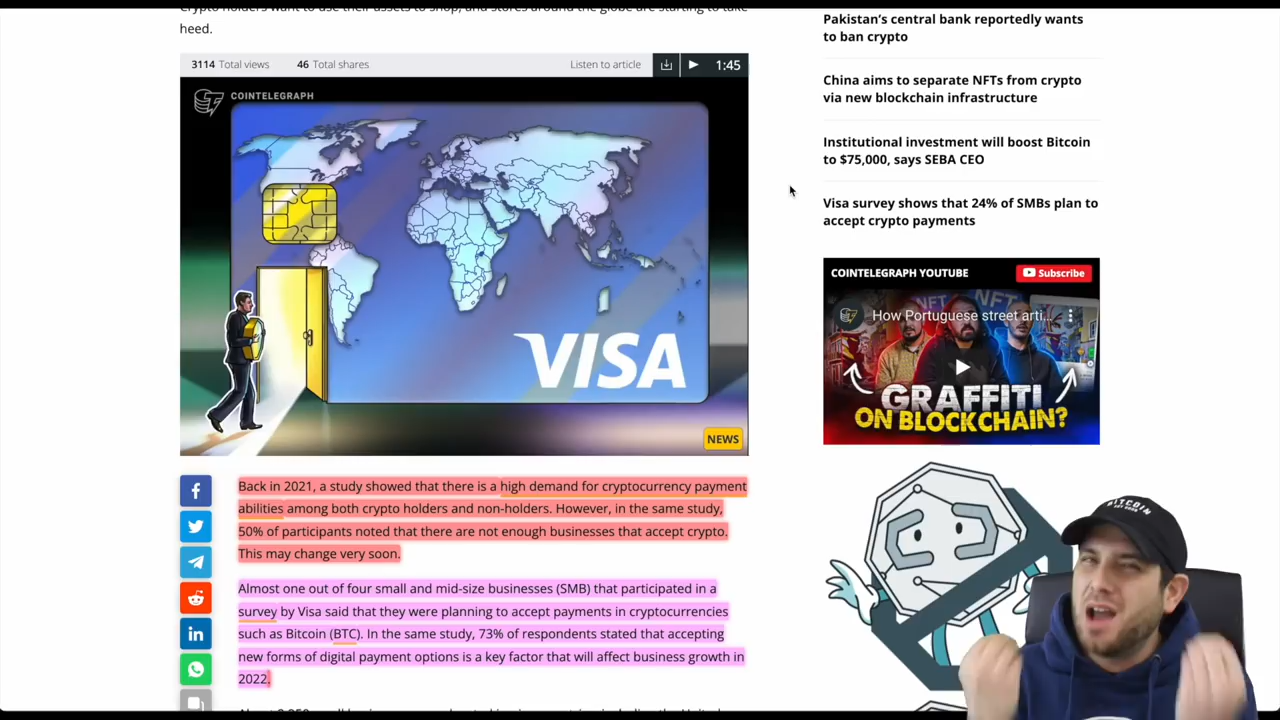 Crypto holders want to use their assets to shop, and stores around the globe are starting to take
heed.
3114 Total views
46 Total shares
Listen to article
1:45
COINTELEGRAPH
VISA
NEWS
Back in 2021, a study showed that there is a high demand for cryptocurrency payment
abilities among both crypto holders and non-holders. However, in the same study,
50% of participants noted that there are not enough businesses that accept crypto.
This may change very soon.
Almost one out of four small and mid-size businesses (SMB) that participated in a
survey by Visa said that they were planning to accept payments in cryptocurrencies
such as Bitcoin (BTC). In the same study, 73% of respondents stated that accepting
new forms of digital payment options is a key factor that will affect business growth in
2022.
Pakistan's central bank reportedly wants
to ban crypto
China aims to separate NFTs from crypto
via new blockchain infrastructure
Institutional investment will boost Bitcoin
to $75,000, says SEBA CEO
Visa survey shows that 24% of SMBs plan to
accept crypto payments
COINTELEGRAPH YOUTUBE
Subscribe
How Portuguese street arti...
NFT
NFT
GRAFFITI
ON BLOCKCHAIN?
BITCOIN